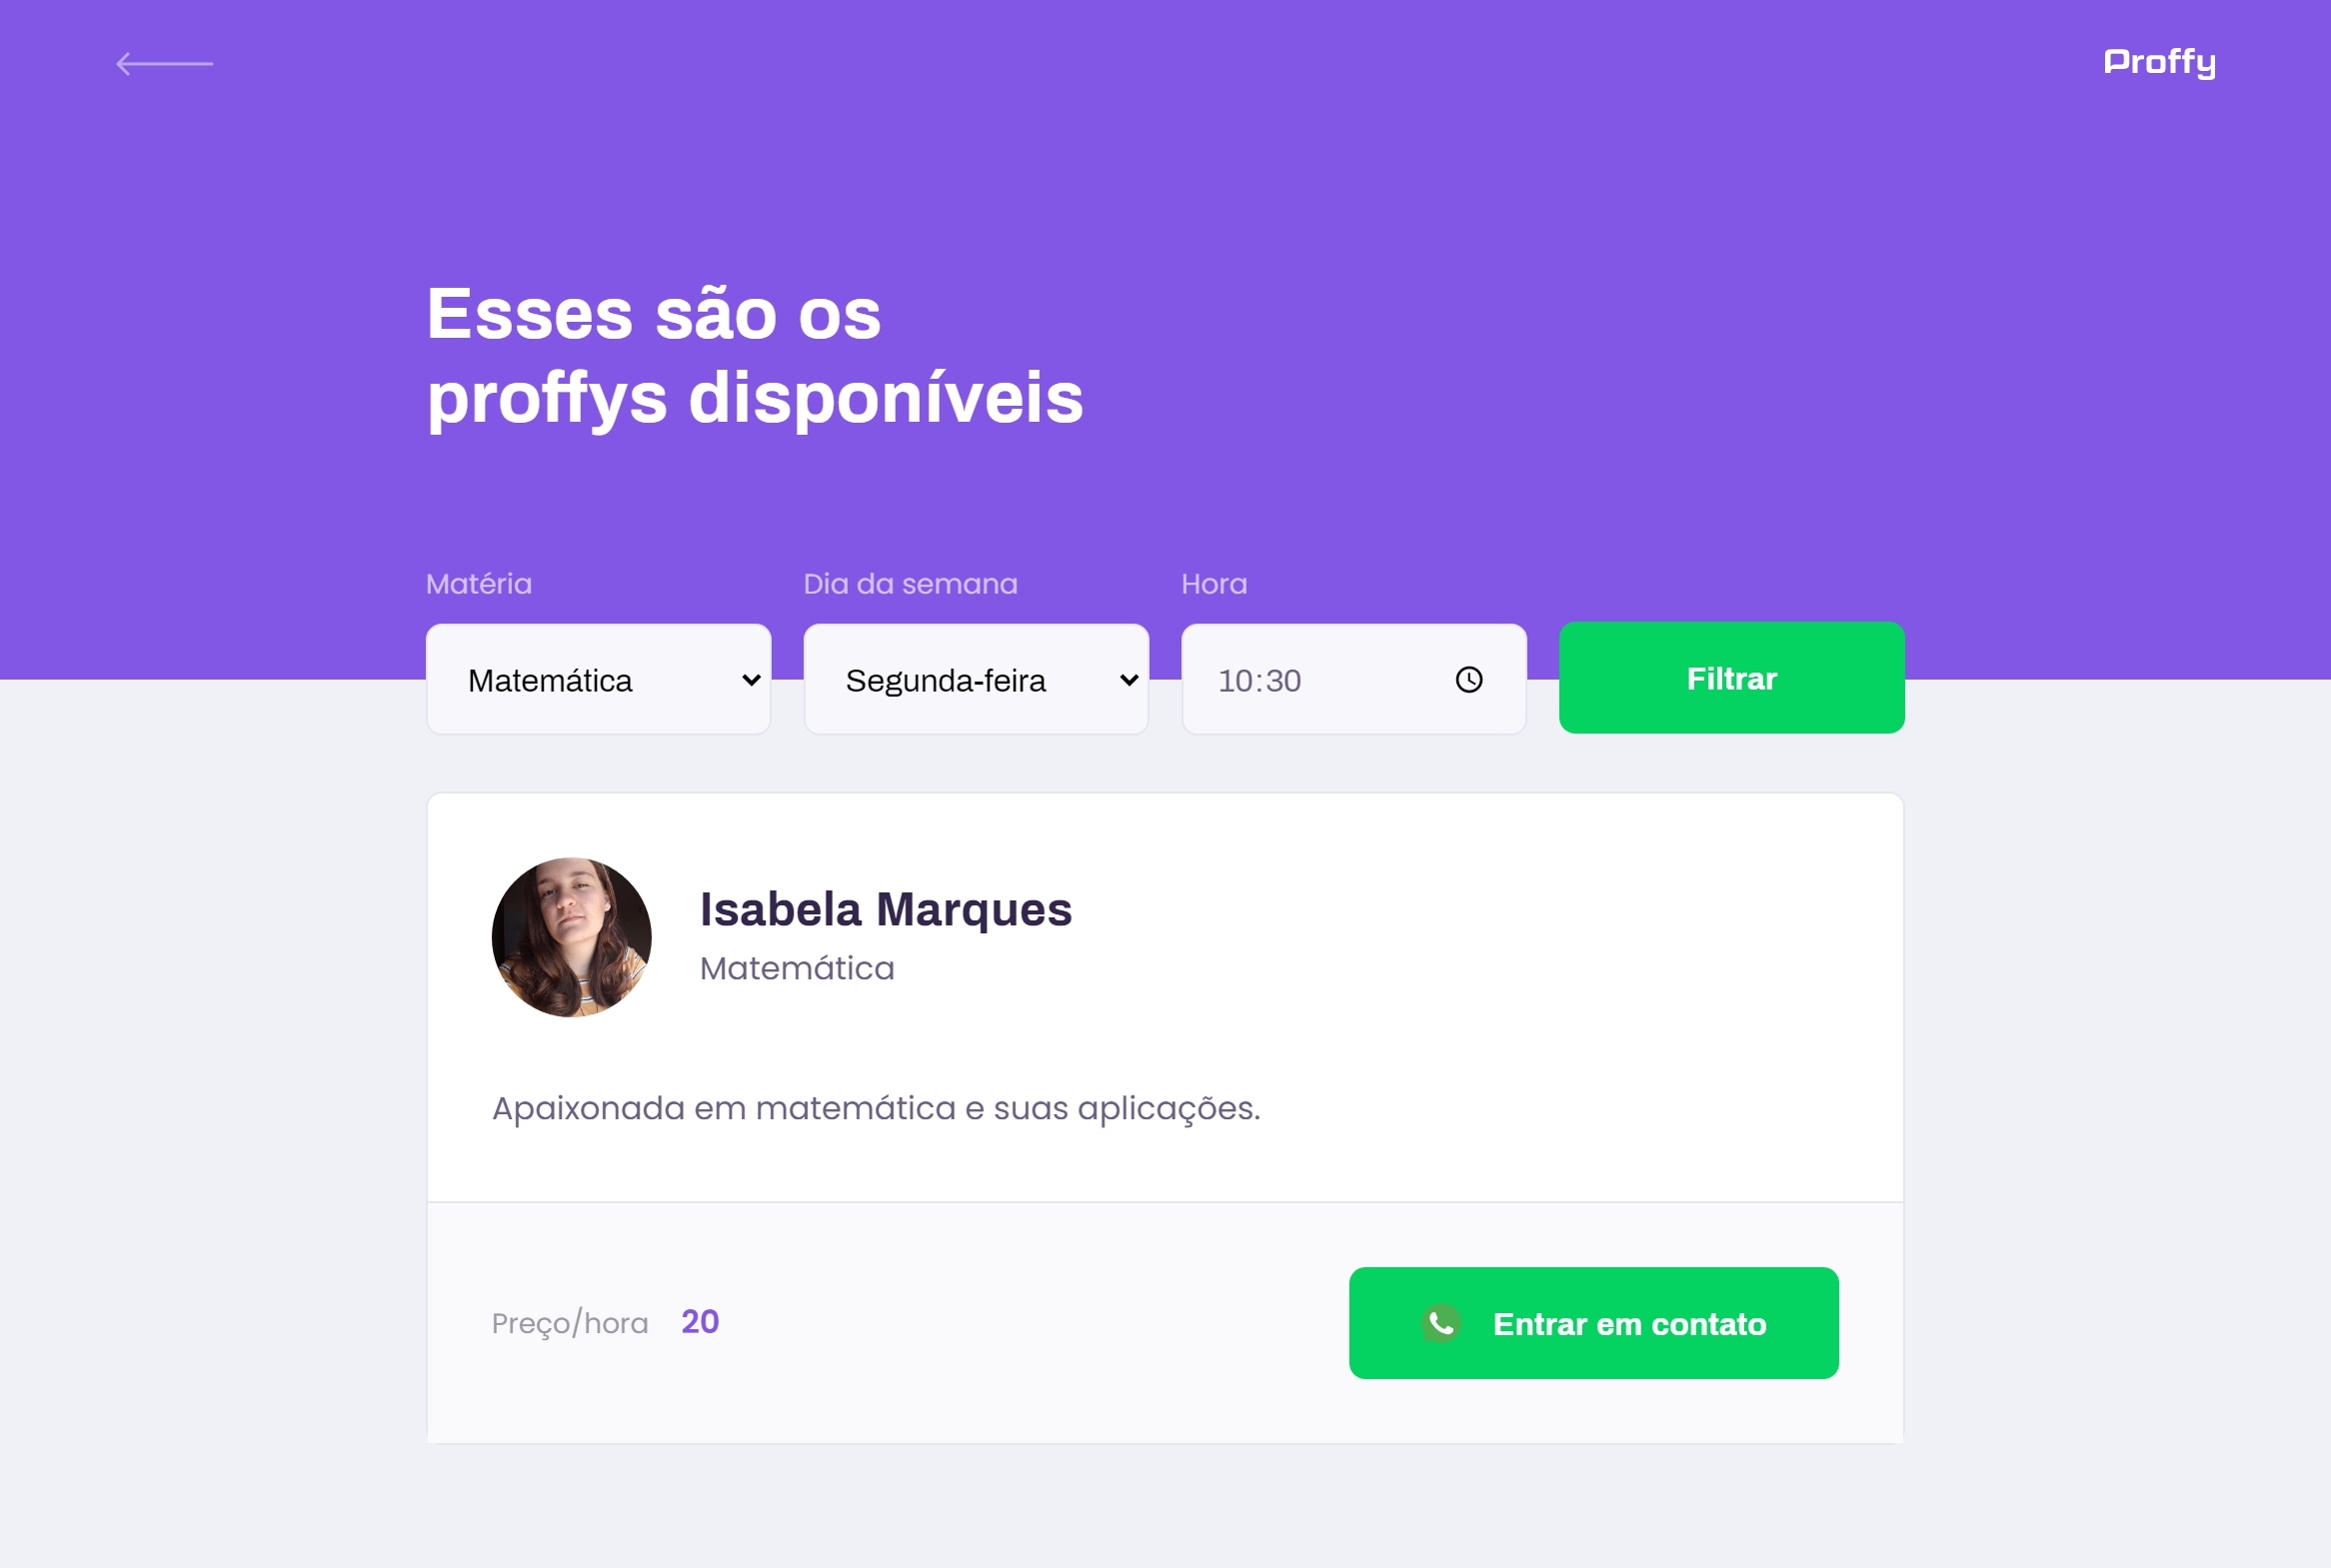 Proffy
Esses são os
proffys disponíveis
Matéria
Dia da semana
Hora
Matemática
Segunda-feira
10:30
Filtrar
Isabela Marques
Matemática
Apaixonada em matemática e suas aplicações.
Preço/hora 20
Entrar em contato